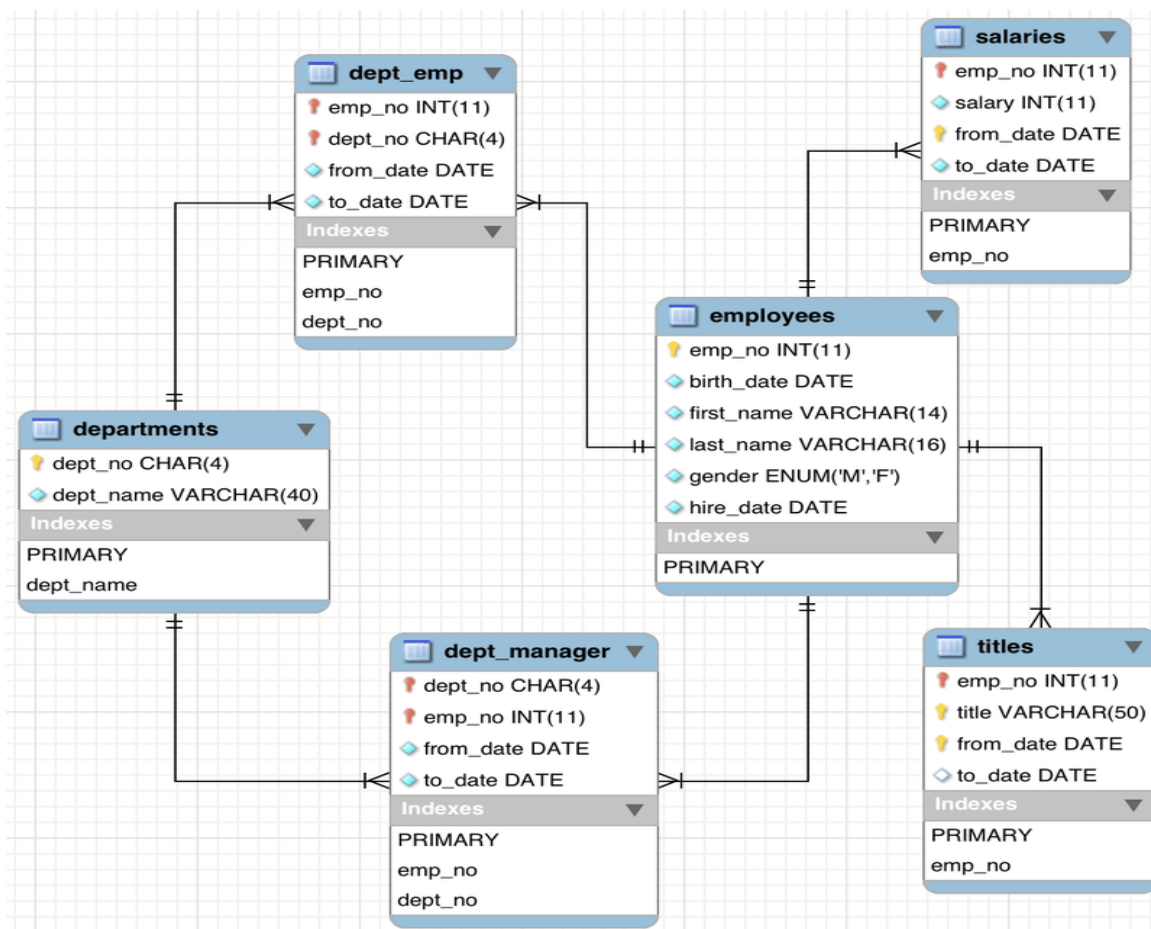 dept_emp
emp_no INT(11)
dept_no CHAR(4)
from_date DATE
to_date DATE
Indexes
PRIMARY
emp_no
dept_no
salaries
emp_no INT(11)
salary INT(11)
from_date DATE
to_date DATE
Indexes
PRIMARY
emp_no
departments
dept_no CHAR(4)
dept_name VARCHAR(40)
Indexes
PRIMARY
dept_name
employees
emp_no INT(11)
birth_date DATE
first_name VARCHAR(14)
last_name VARCHAR(16)
gender ENUM('M','F')
hire_date DATE
Indexes
PRIMARY
dept_manager
dept_no CHAR(4)
emp_no INT(11)
from_date DATE
to_date DATE
Indexes
PRIMARY
emp_no
dept_no
titles
emp_no INT(11)
title VARCHAR(50)
from_date DATE
to_date DATE
Indexes
PRIMARY
emp_no